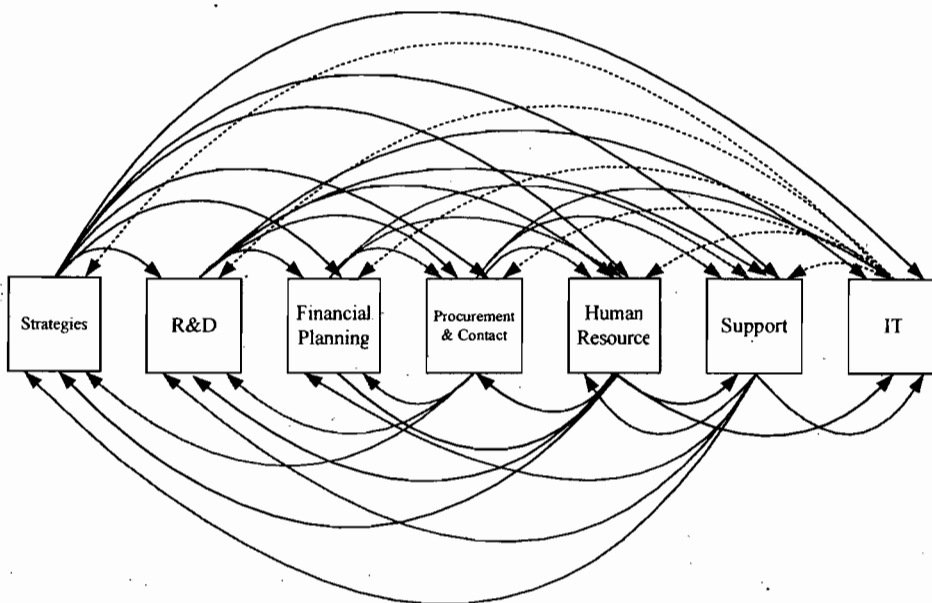 Strategies
R&D
Financial
Planning
Procurement
& Contact
Human
Resource
Support
IT